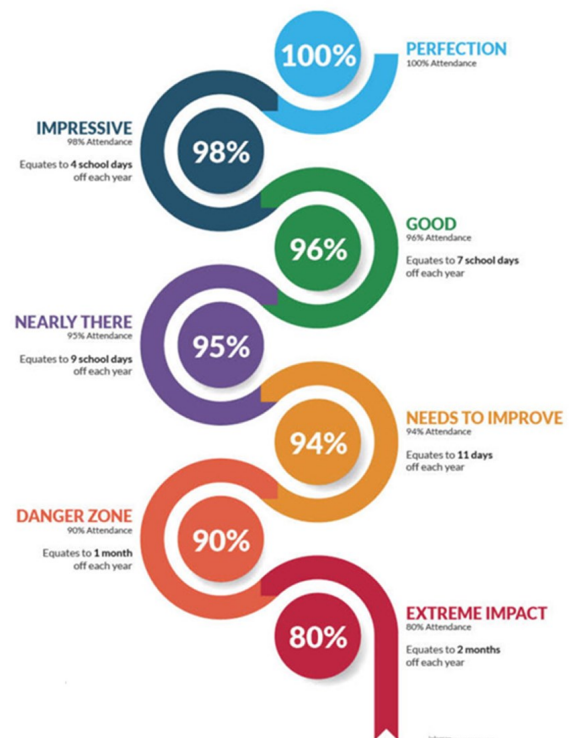 100%
PERFECTION
100% Attendance
IMPRESSIVE
98% Attendance
Equates to 4 school days
off each year
98%
96%
GOOD
96% Attendance
Equates to 7 school days
off each year
NEARLY THERE
95% Attendance
Equates to 9 school days
off each year
95%
94%
NEEDS TO IMPROVE
94% Attendance
Equates to 11 days
off each year
DANGER ZONE
90% Attendance
Equates to 1 month
off each year
90%
80%
EXTREME IMPACT
80% Attendance
Equates to 2 months
off each year